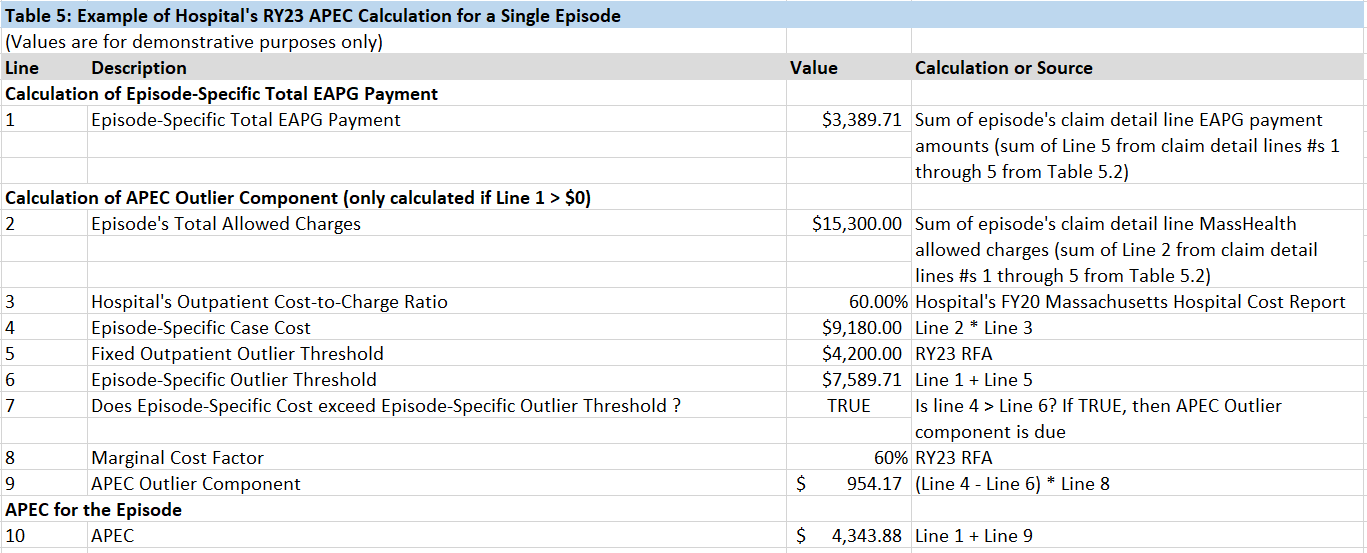 Table 5: Example of Hospital's RY23 APEC Calculation for a Single Episode
(Values are for demonstrative purposes only)
Line Description Value Calculation or Source
Calculation of Episode-Specific Total EAPG Payment
1 Episode-Specific Total EAPG Payment $3,389.71 Sum of episode's claim detail line EAPG payment
amounts (sum of Line 5 from claim detail lines #s 1
through 5 from Table 5.2)
Calculation of APEC Outlier Component (only calculated if Line 1 > $0)
2 Episode's Total Allowed Charges $15,300.00 Sum of episode's claim detail line MassHealth
allowed charges (sum of Line 2 from claim detail
lines #s 1 through 5 from Table 5.2)
3 Hospital's Outpatient Cost-to-Charge Ratio 60.00% Hospital's FY20 Massachusetts Hospital Cost Report
4 Episode-Specific Case Cost $9,180.00 Line 2 * Line 3
5 Fixed Outpatient Outlier Threshold $4,200.00 RY23 RFA
6 Episode-Specific Outlier Threshold $7,589.71 Line 1 + Line 5
7 Does Episode-Specific Cost exceed Episode-Specific Outlier Threshold ? TRUE Is line 4 > Line 6? If TRUE, then APEC Outlier
component is due
8 Marginal Cost Factor 60% RY23 RFA
9 APEC Outlier Component $ 954.17 (Line 4 - Line 6) * Line 8
APEC for the Episode
10 APEC $ 4,343.88 Line 1 + Line 9